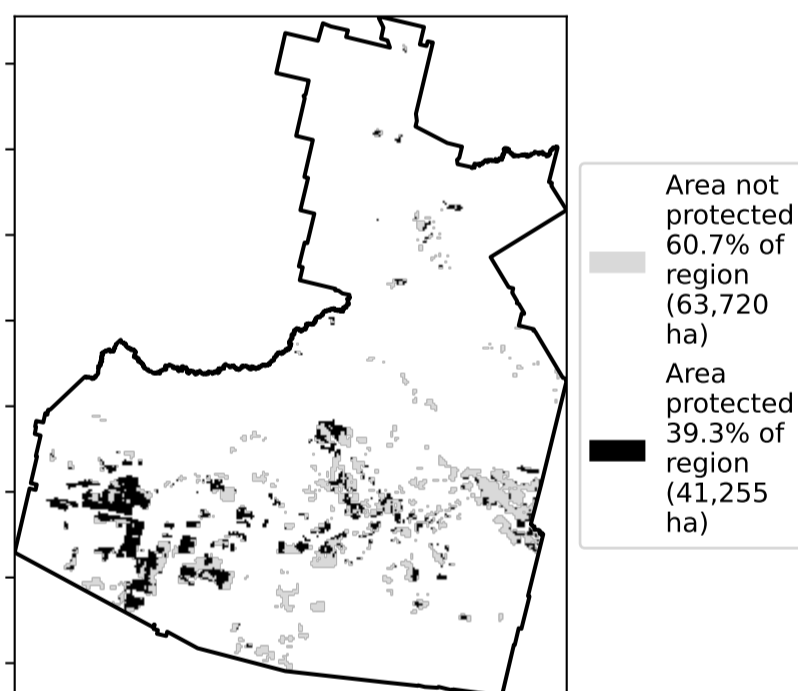 Area not
protected
60.7% of
region
(63,720
ha)
Area
protected
39.3% of
region
(41,255
ha)